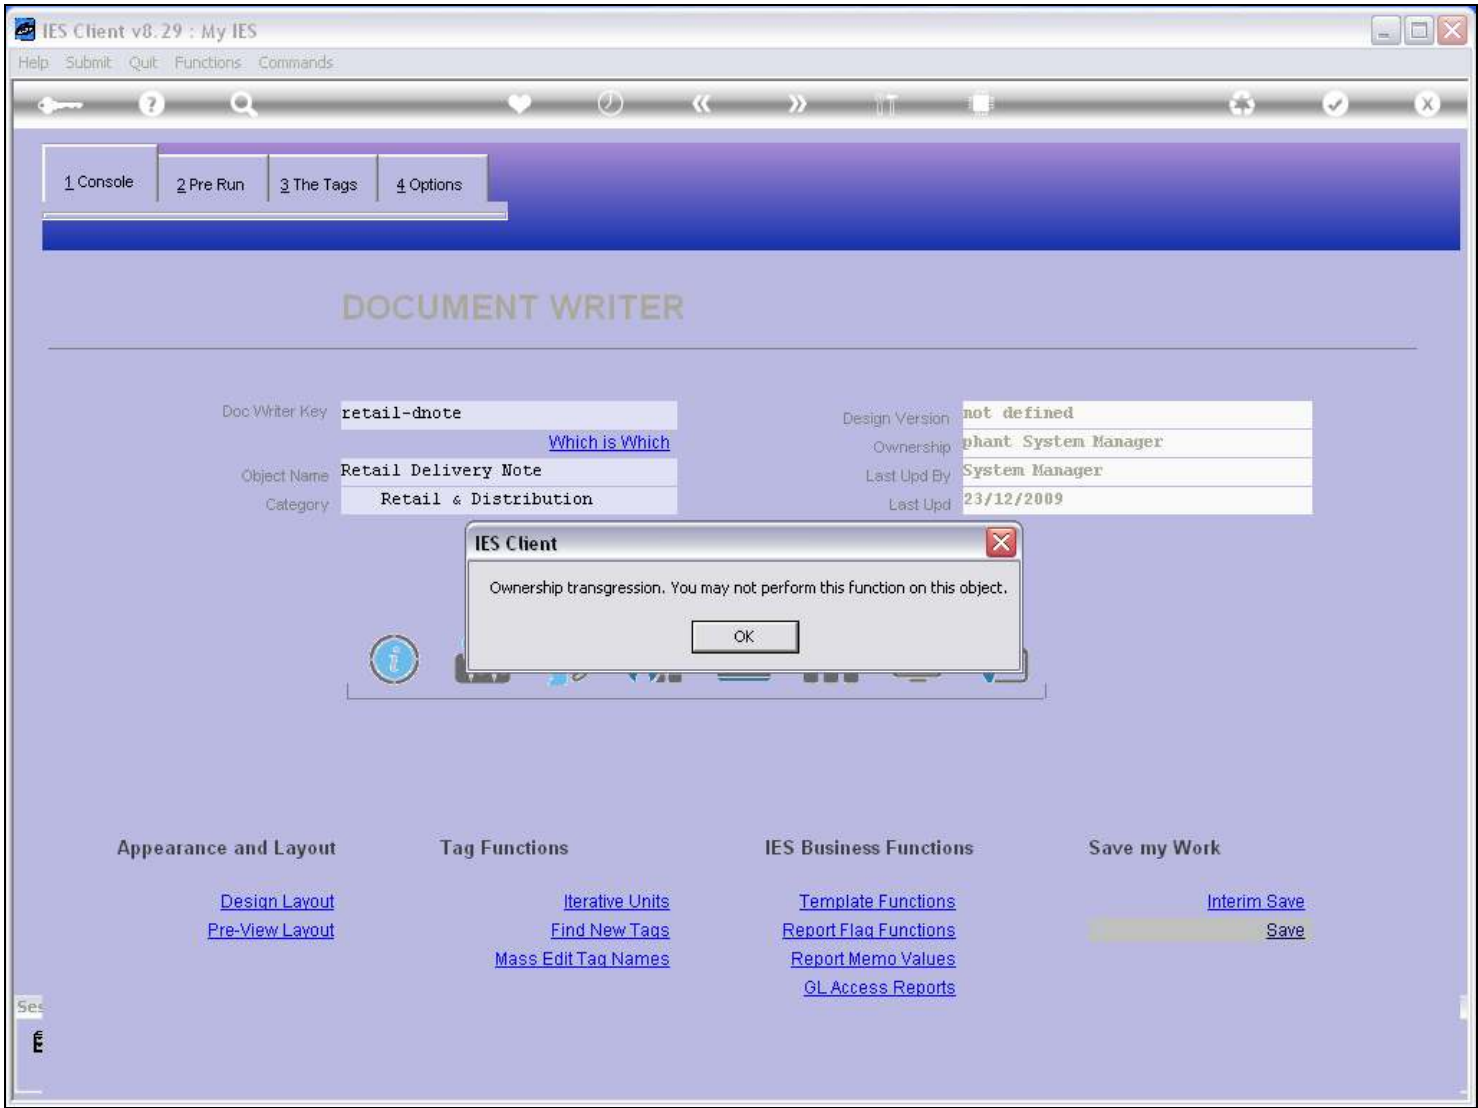 IES Client v8.29 : My IES
Help Submit Quit Functions Commands
1 Console
2 Pre Run
3 The Tags
4 Options
DOCUMENT WRITER
Doc Writer Key retail-dnote
Which is Which
Object Name Retail Delivery Note
Category Retail & Distribution
Design Version not defined
Ownership phant System Manager
Last Upd By System Manager
Last Upd 23/12/2009
IES Client
Ownership transgression. You may not perform this function on this object.
OK
Appearance and Layout
Design Layout
Pre-View Layout
Tag Functions
Iterative Units
Find New Tags
Mass Edit Tag Names
IES Business Functions
Template Functions
Report Flag Functions
Report Memo Values
GL Access Reports
Save my Work
Interim Save
Save